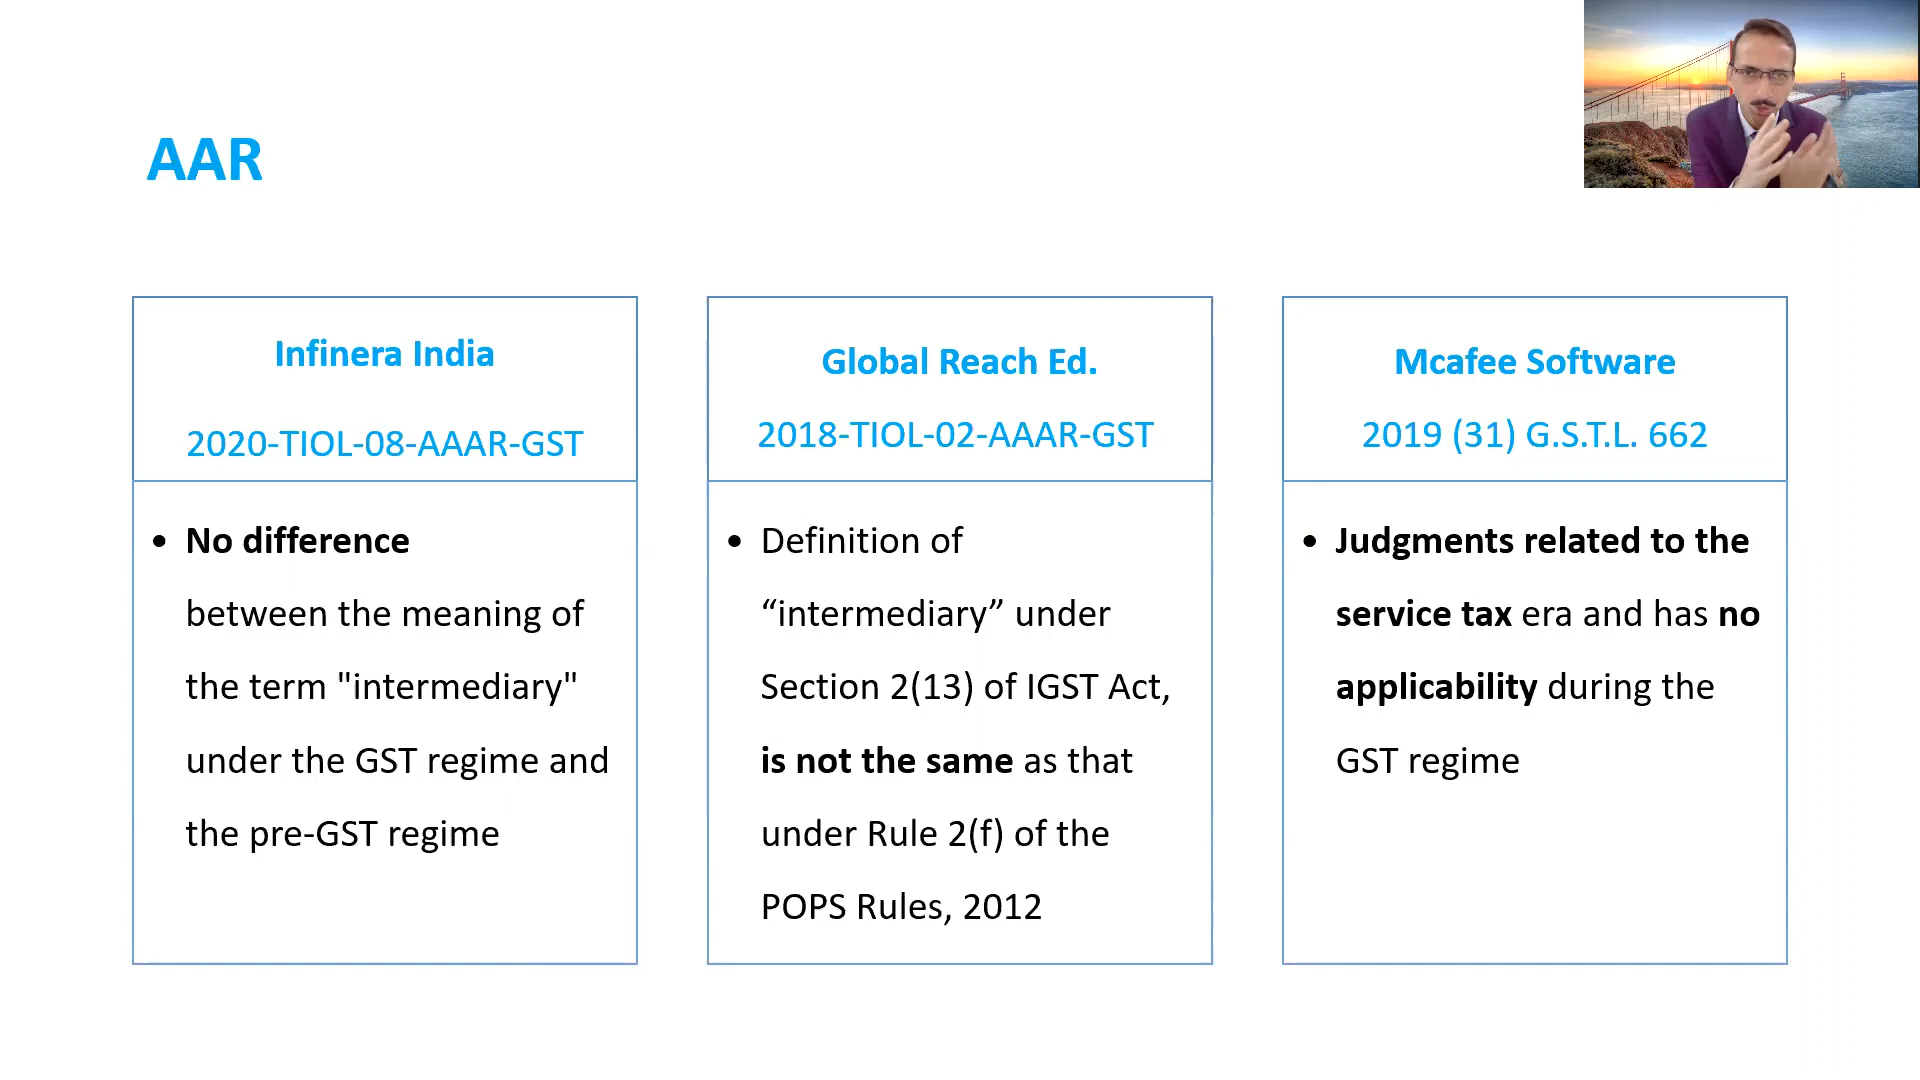 AAR
Infinera India
2020-TIOL-08-AAAR-GST
• No difference
between the meaning of
the term "intermediary"
under the GST regime and
the pre-GST regime
Global Reach Ed.
2018-TIOL-02-AAAR-GST
• Definition of
“intermediary” under
Section 2(13) of IGST Act,
is not the same as that
under Rule 2(f) of the
POPS Rules, 2012
Mcafee Software
2019 (31) G.S.T.L. 662
• Judgments related to the
service tax era and has no
applicability during the
GST regime